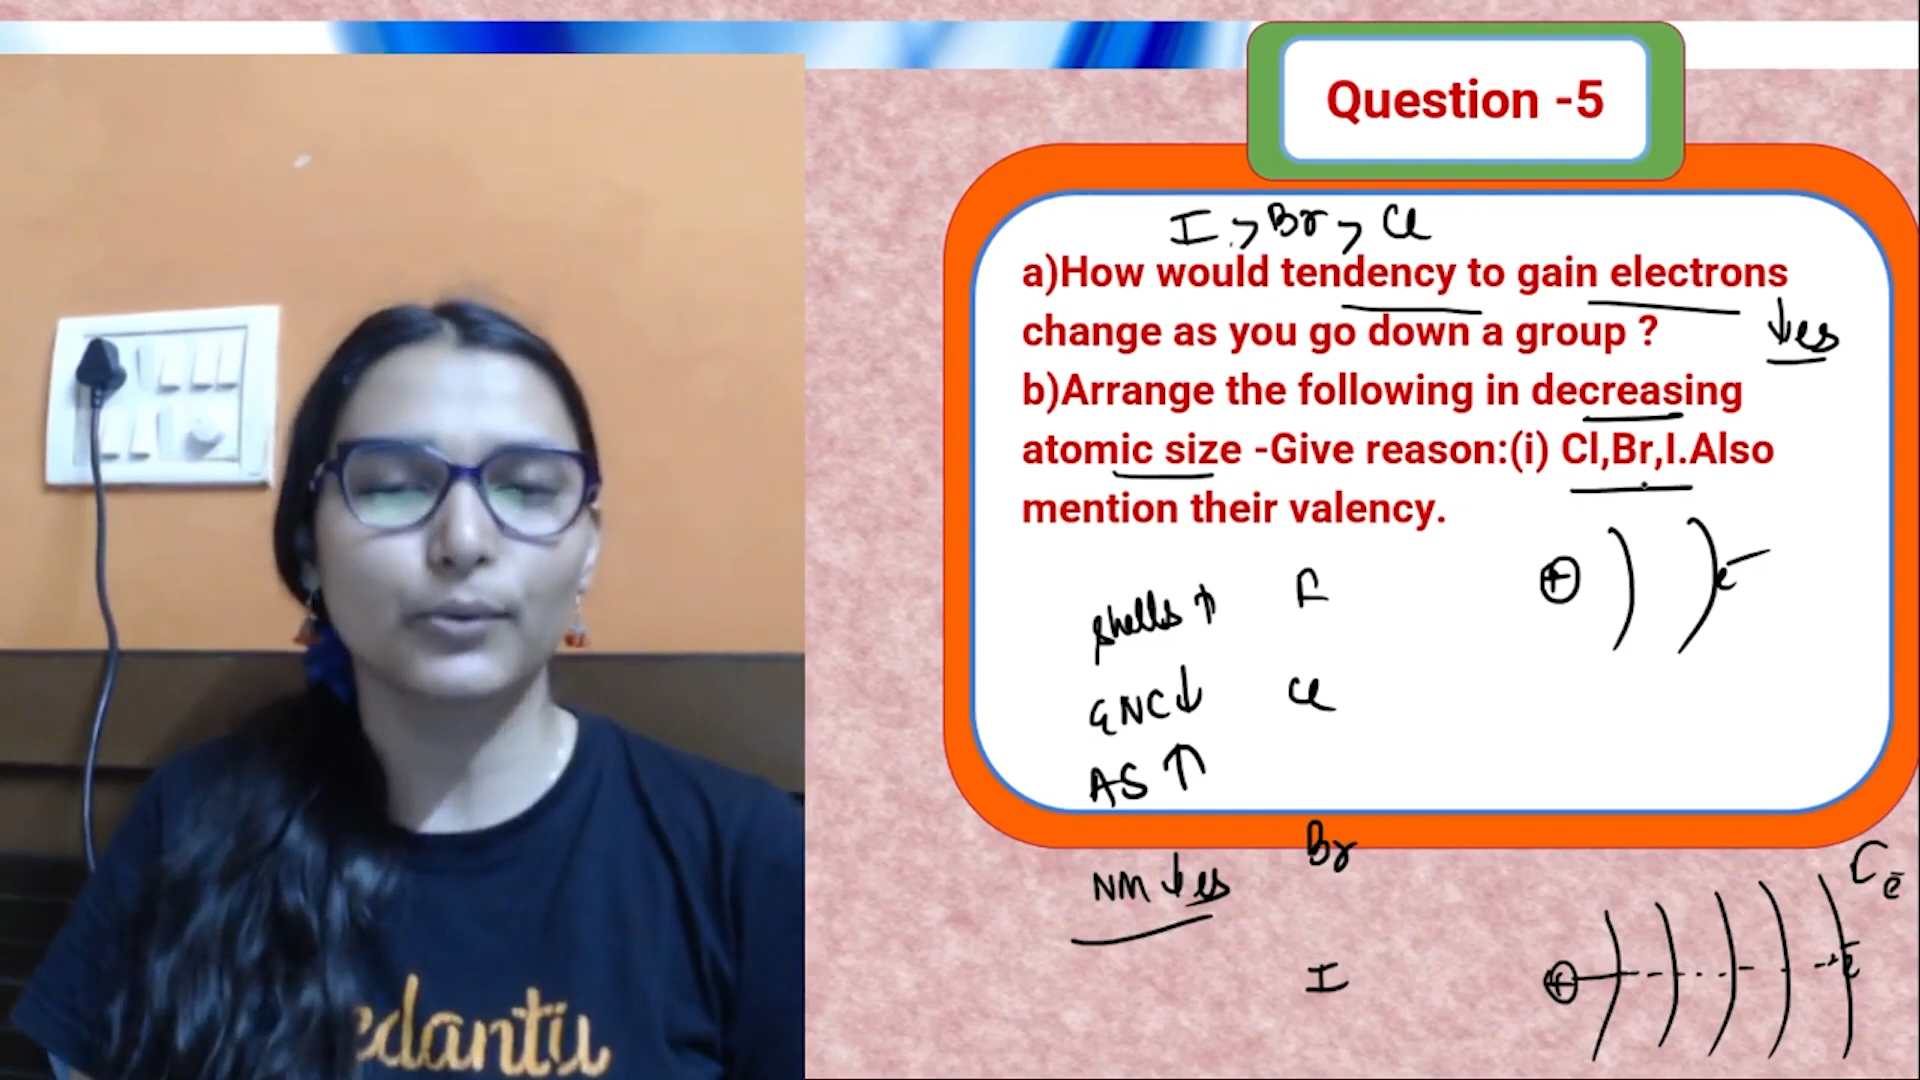 Question -5
I > Br > Cl
a)How would tendency to gain electrons
change as you go down a group ?
↓es
b)Arrange the following in decreasing
atomic size -Give reason:(i) Cl,Br,I.Also
mention their valency.
shells ↑
F
+
e-
ENC↓
Cl
AS ↑
Br
NM ↓es
I
+
e-
e-
edantu